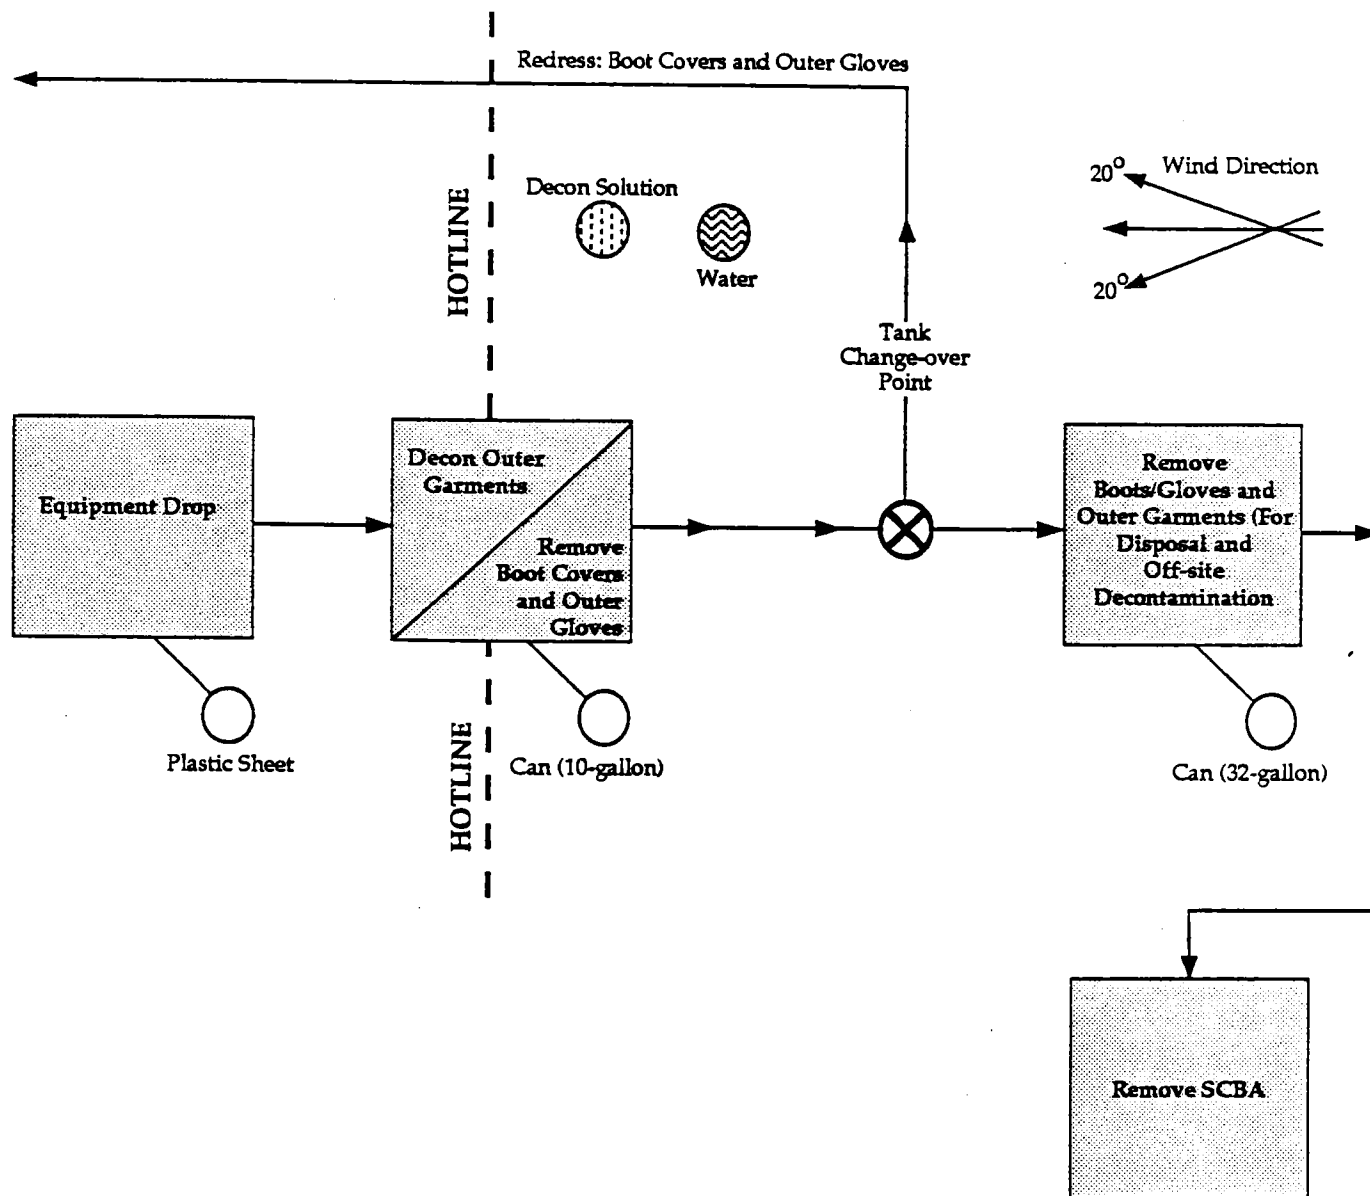 Redress: Boot Covers and Outer Gloves
20° Wind Direction
20°
HOTLINE
Decon Solution
Water
Tank
Change-over
Point
Equipment Drop
Decon Outer
Garments
Remove
Boot Covers
and Outer
Gloves
Remove
Boots/Gloves and
Outer Garments (For
Disposal and
Off-site
Decontamination
Plastic Sheet
HOTLINE
Can (10-gallon)
Can (32-gallon)
Remove SCBA